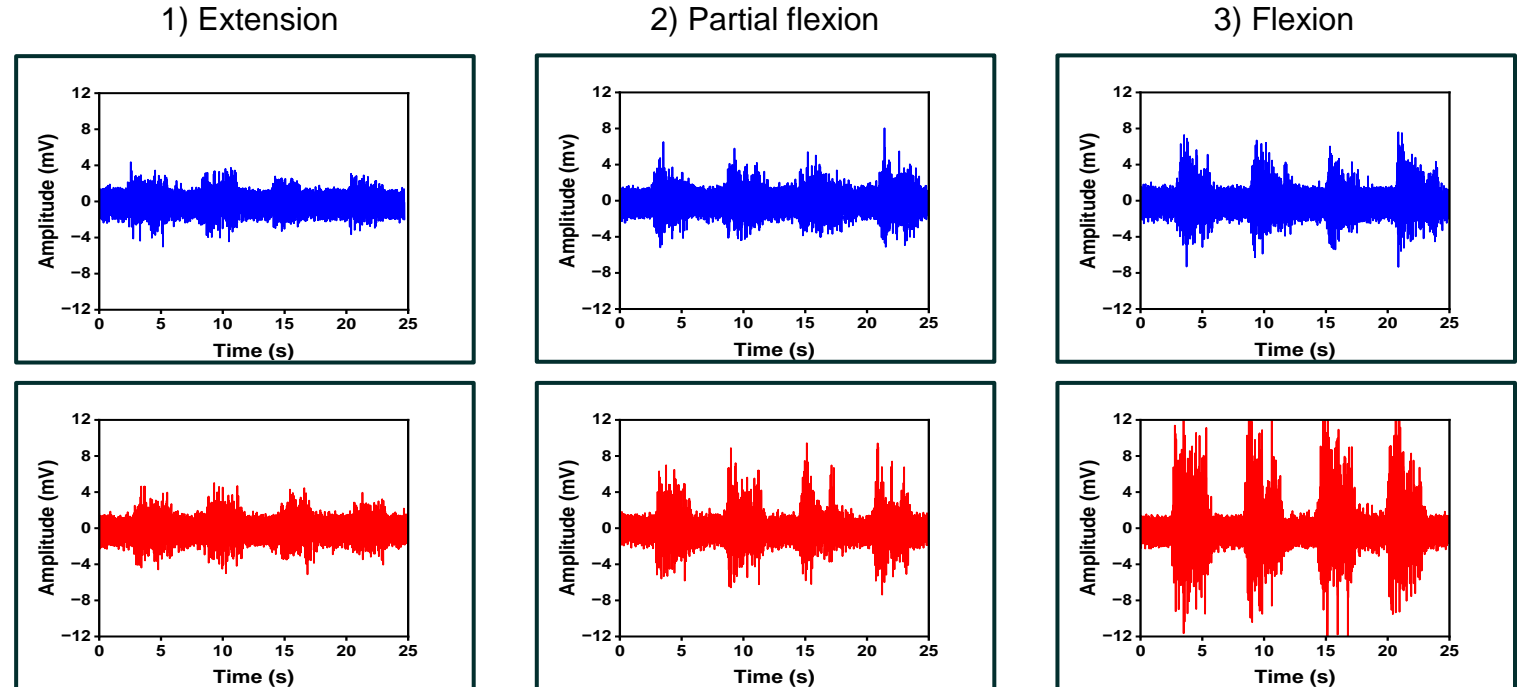 1) Extension
2) Partial flexion
3) Flexion
12
8
4
0
−4
−8
−12
Amplitude (mV)
0 5 10 15 20 25
Time (s)
12
8
4
0
−4
−8
−12
Amplitude (mv)
0 5 10 15 20 25
Time (s)
12
8
4
0
−4
−8
−12
Amplitude (mV)
0 5 10 15 20 25
Time (s)
12
8
4
0
−4
−8
−12
Amplitude (mV)
0 5 10 15 20 25
Time (s)
12
8
4
0
−4
−8
−12
Amplitude (mV)
0 5 10 15 20 25
Time (s)
12
8
4
0
−4
−8
−12
Amplitude (mV)
0 5 10 15 20 25
Time (s)